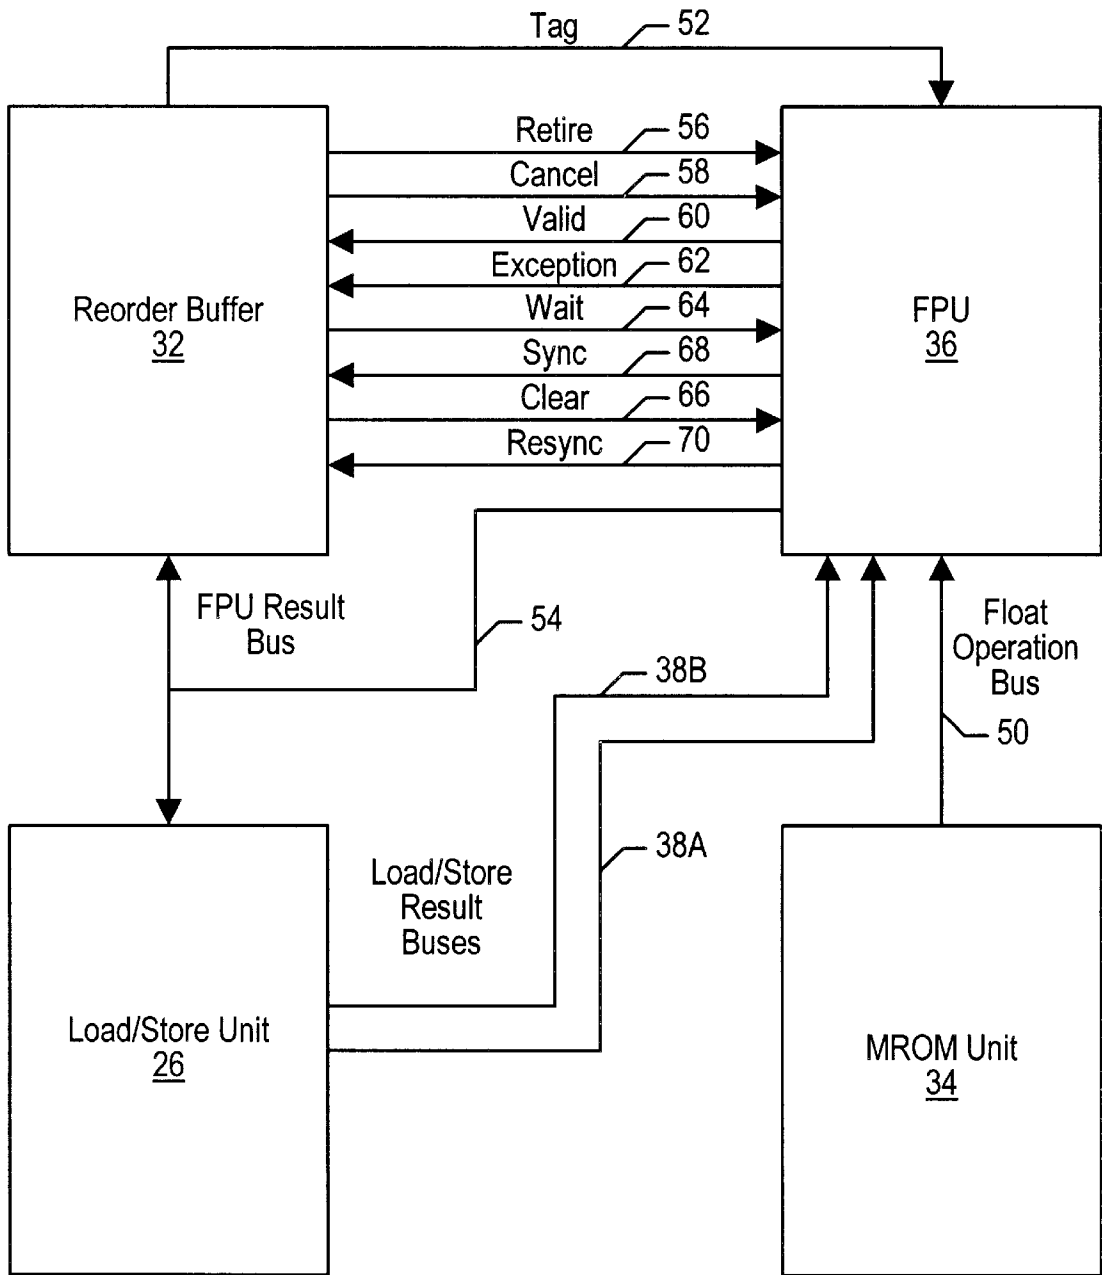 Tag 52
Retire 56
Cancel 58
Valid 60
Exception 62
Wait 64
Sync 68
Clear 66
Resync 70
Reorder Buffer
32
FPU
36
FPU Result
Bus
54
38B
Float
Operation
Bus
50
38A
Load/Store
Result
Buses
Load/Store Unit
26
MROM Unit
34